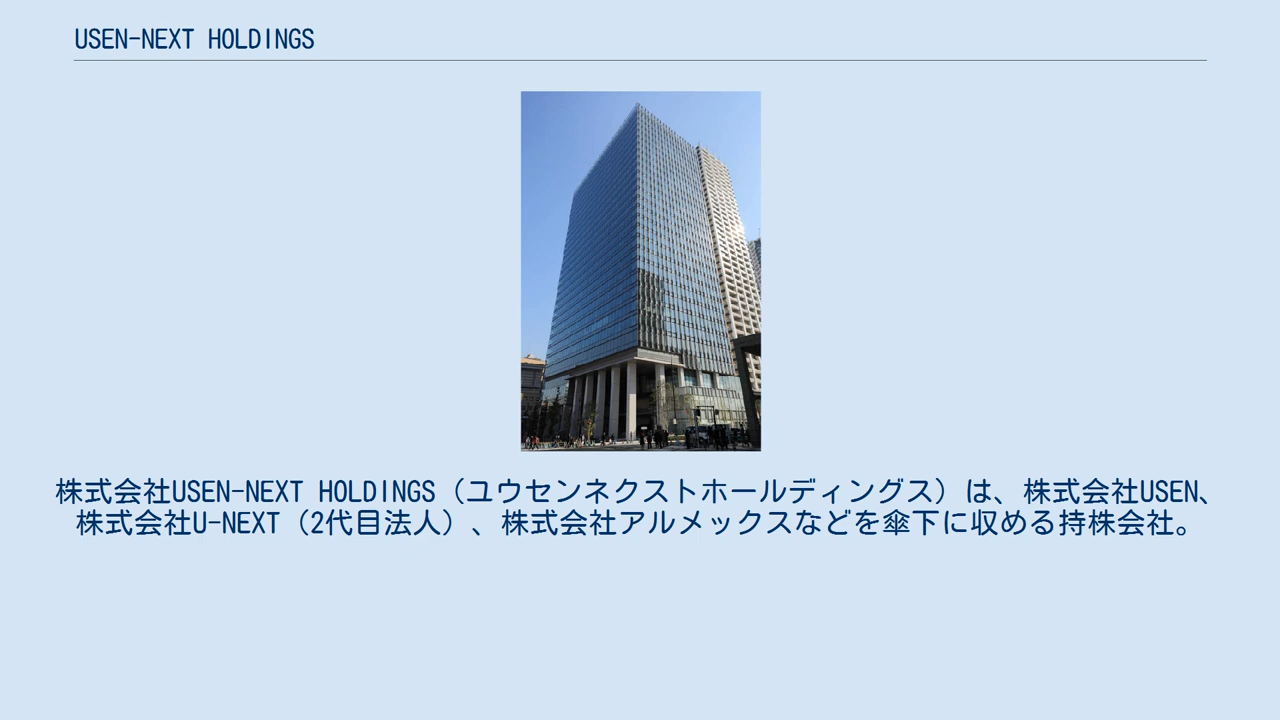 USEN-NEXT HOLDINGS
株式会社USEN-NEXT HOLDINGS（ユウセンネクストホールディングス）は、株式会社USEN、
株式会社U-NEXT（2代目法人）、株式会社アルメックスなどを傘下に収める持株会社。